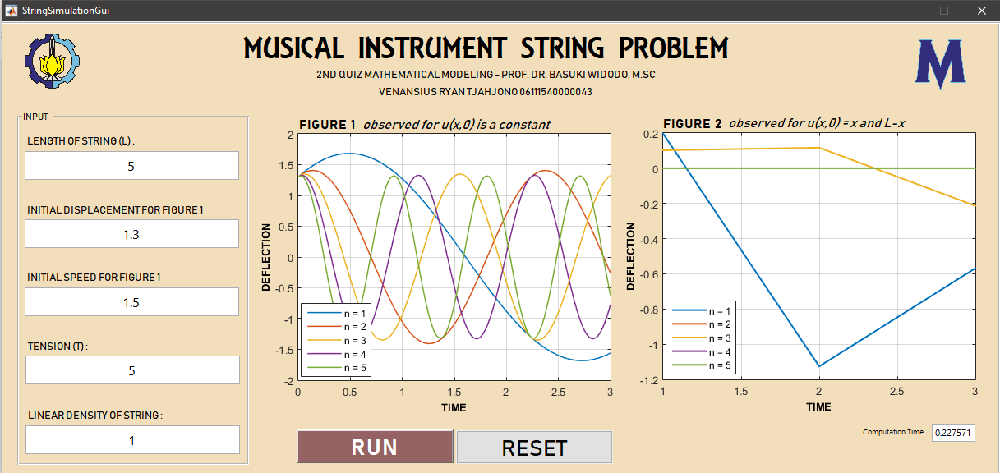 StringSimulationGui
MUSICAL INSTRUMENT STRING PROBLEM
2ND QUIZ MATHEMATICAL MODELING - PROF. DR. BASUKI WIDODO, M.SC
VENANSIUS RYAN TJAHJONO 06111540000043
M
INPUT
LENGTH OF STRING (L) :
5
INITIAL DISPLACEMENT FOR FIGURE 1
1.3
INITIAL SPEED FOR FIGURE 1
1.5
TENSION (T) :
5
LINEAR DENSITY OF STRING :
1
FIGURE 1 observed for u(x,0) is a constant
2
1.5
1
0.5
0
-0.5
-1
-1.5
-2
DEFLECTION
n = 1
n = 2
n = 3
n = 4
n = 5
0 0.5 1 1.5 2 2.5 3
TIME
FIGURE 2 observed for u(x,0) = x and L-x
0.2
0
-0.2
-0.4
-0.6
-0.8
-1
-1.2
DEFLECTION
n = 1
n = 2
n = 3
n = 4
n = 5
1 1.5 2 2.5 3
TIME
RUN
RESET
Computation Time 0.227571